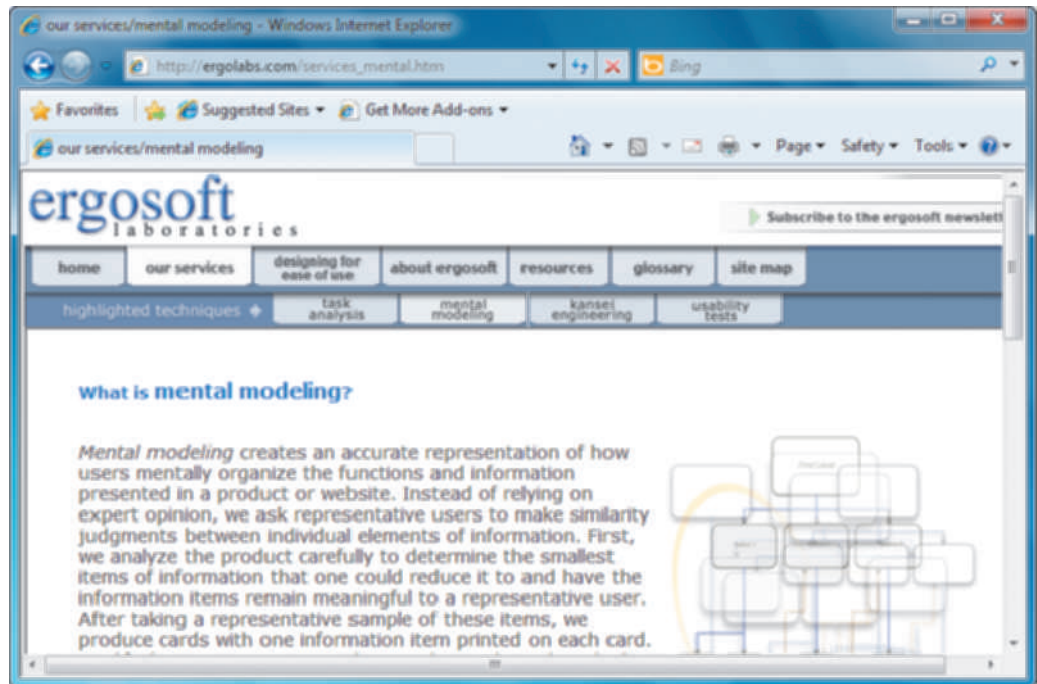 our services/mental modeling - Windows Internet Explorer
http://ergolabs.com/services_mental.htm
Bing
Favorites Suggested Sites Get More Add-ons
our services/mental modeling Page Safety Tools
ergosoft
laboratories
Subscribe to the ergosoft newslett
home our services designing for ease of use about ergosoft resources glossary site map
highlighted techniques task analysis mental modeling kansei engineering usability tests
What is mental modeling?
Mental modeling creates an accurate representation of how
users mentally organize the functions and information
presented in a product or website. Instead of relying on
expert opinion, we ask representative users to make similarity
judgments between individual elements of information. First,
we analyze the product carefully to determine the smallest
items of information that one could reduce it to and have the
information items remain meaningful to a representative user.
After taking a representative sample of these items, we
produce cards with one information item printed on each card.